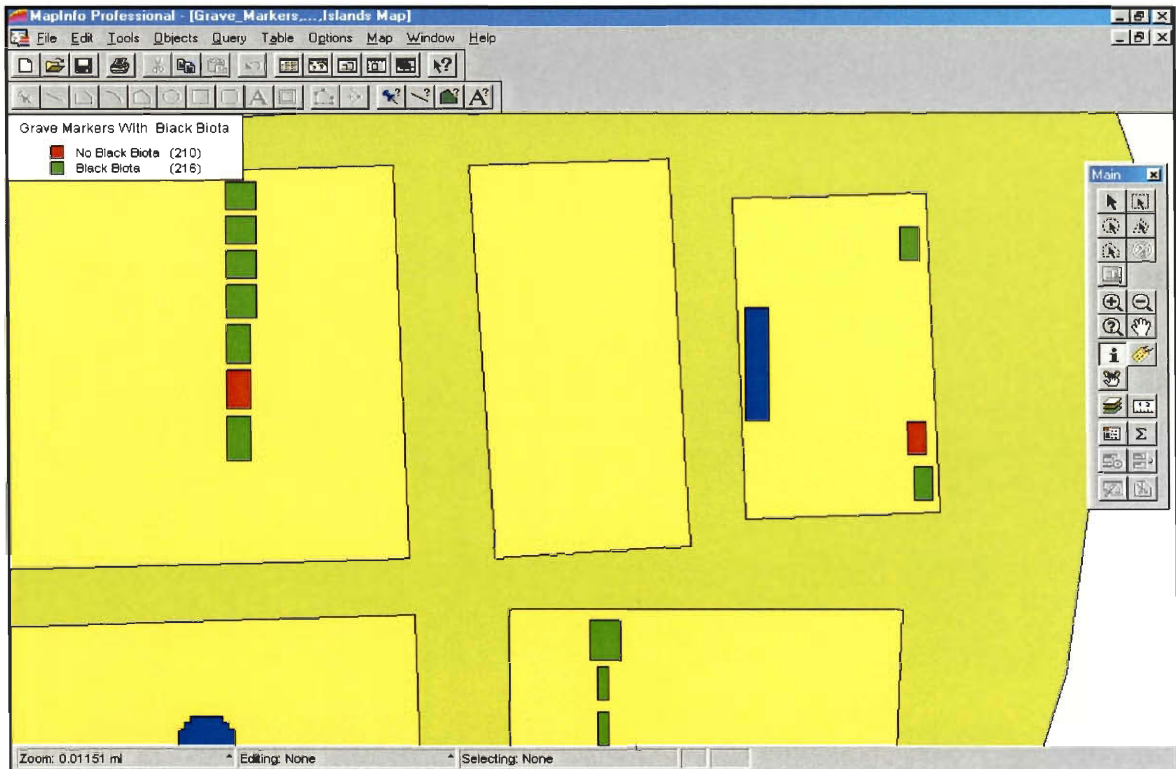 MapInfo Professional - [Grave_Markers,...,Islands Map]
File Edit Tools Objects Query Table Options Map Window Help
Grave Markers With Black Biota
No Black Biota (210)
Black Biota (216)
Main
Zoom: 0.01151 mi
Editing: None
Selecting: None